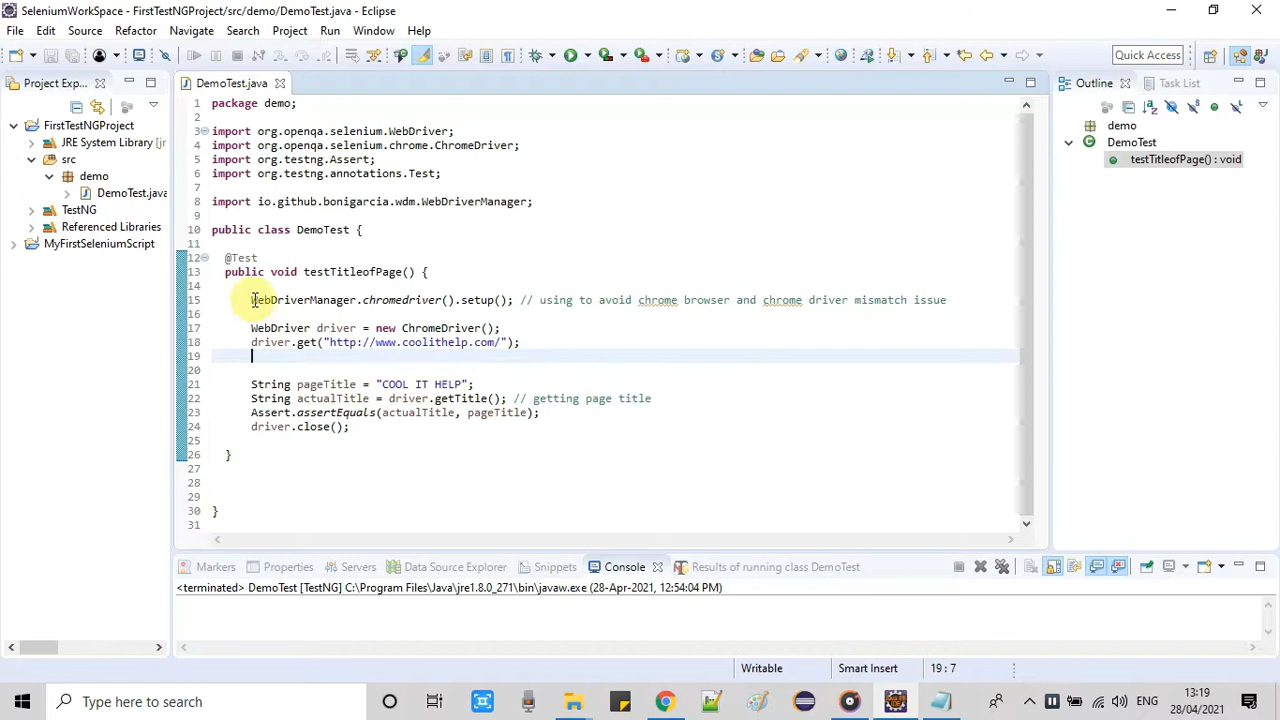 SeleniumWorkSpace - FirstTestNGProject/src/demo/DemoTest.java - Eclipse
File Edit Source Refactor Navigate Search Project Run Window Help
Quick Access
Project Exp...
FirstTestNGProject
JRE System Library [jr
src
demo
DemoTest.java
TestNG
Referenced Libraries
MyFirstSeleniumScript
DemoTest.java
1 package demo;
2
3 import org.openqa.selenium.WebDriver;
4 import org.openqa.selenium.chrome.ChromeDriver;
5 import org.testng.Assert;
6 import org.testng.annotations.Test;
7
8 import io.github.bonigarcia.wdm.WebDriverManager;
9
10 public class DemoTest {
11
12 @Test
13 public void testTitleofPage() {
14
15 WebDriverManager.chromedriver().setup(); // using to avoid chrome browser and chrome driver mismatch issue
16
17 WebDriver driver = new ChromeDriver();
18 driver.get("http://www.coolithelp.com/");
19
20
21 String pageTitle = "COOL IT HELP";
22 String actualTitle = driver.getTitle(); // getting page title
23 Assert.assertEquals(actualTitle, pageTitle);
24 driver.close();
25
26 }
27
28
29
30 }
31
Outline Task List
demo
DemoTest
testTitleofPage() : void
Markers Properties Servers Data Source Explorer Snippets Console Results of running class DemoTest
<terminated> DemoTest [TestNG] C:\Program Files\Java\jre1.8.0_271\bin\javaw.exe (28-Apr-2021, 12:54:04 PM)
Writable Smart Insert 19 : 7
Type here to search
ENG
13:19
28/04/2021